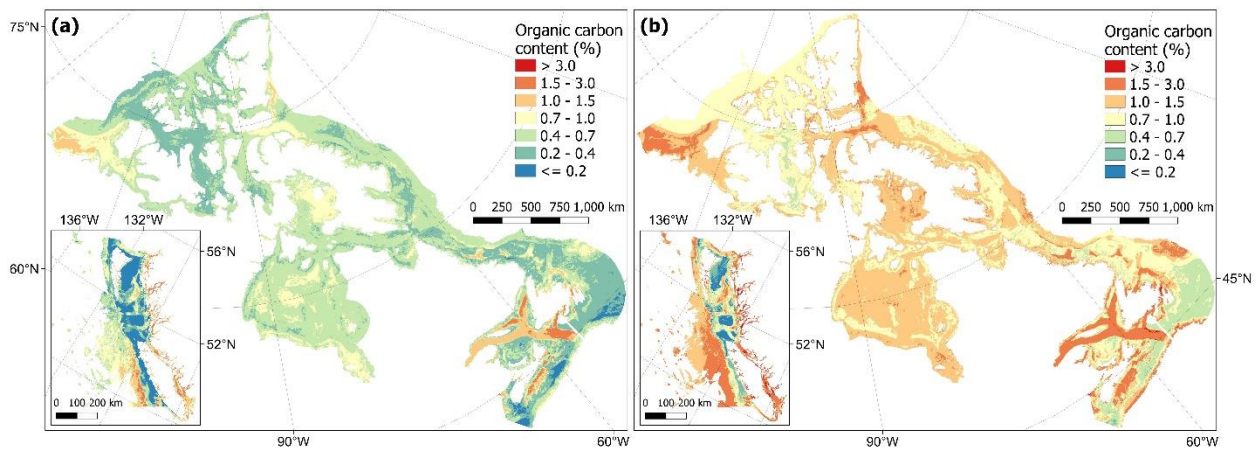 (a)
75°N
60°N
90°W
60°W
Organic carbon
content (%)
> 3.0
1.5 - 3.0
1.0 - 1.5
0.7 - 1.0
0.4 - 0.7
0.2 - 0.4
<= 0.2
0 250 500 750 1,000 km
136°W 132°W
56°N
52°N
0 100 200 km
(b)
60°N
45°N
90°W
60°W
Organic carbon
content (%)
> 3.0
1.5 - 3.0
1.0 - 1.5
0.7 - 1.0
0.4 - 0.7
0.2 - 0.4
<= 0.2
0 250 500 750 1,000 km
136°W 132°W
56°N
52°N
0 100 200 km